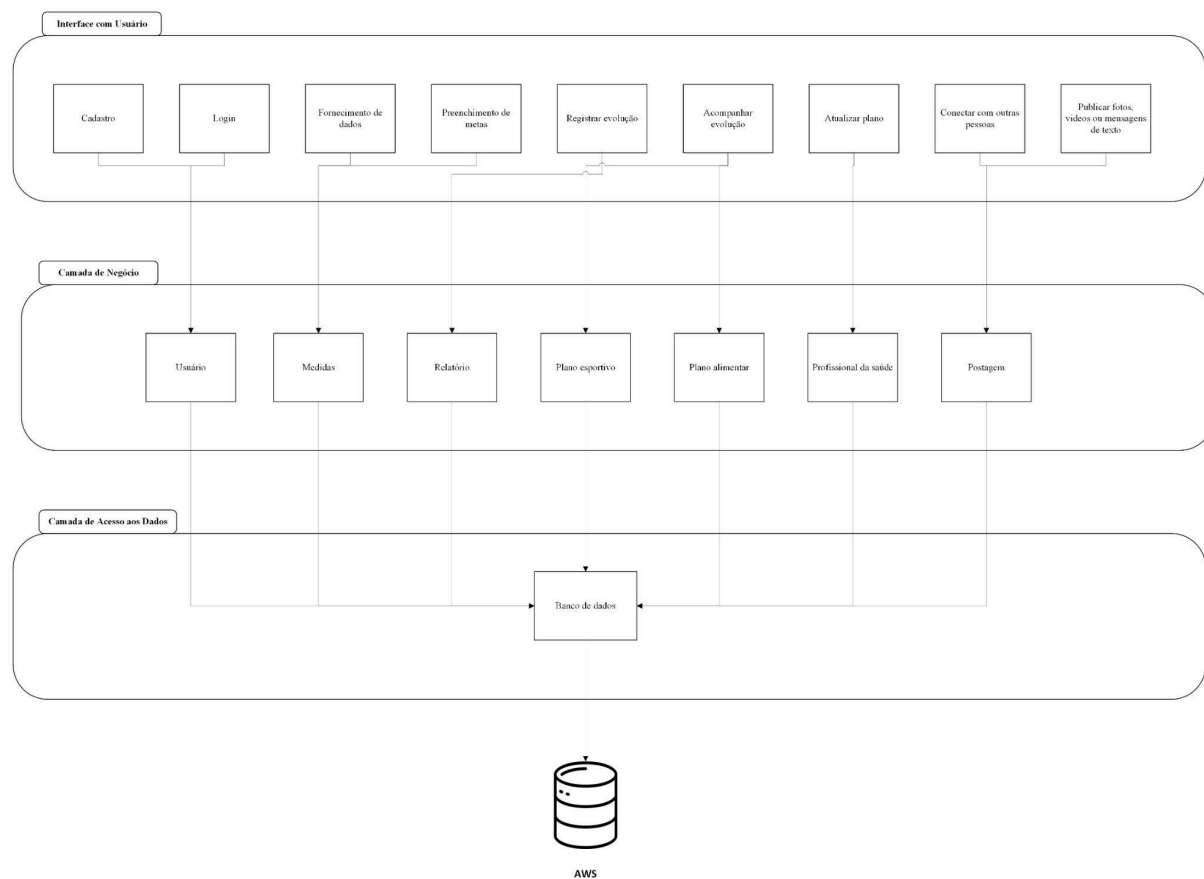 Interface com Usuário
Cadastro
Login
Fornecimento de
dados
Preenchimento de
metas
Registrar evolução
Acompanhar
evolução
Atualizar plano
Conectar com outras
pessoas
Publicar fotos,
videos ou mensagens
de texto
Camada de Negócio
Usuário
Medidas
Relatório
Plano esportivo
Plano alimentar
Profissional da saúde
Postagem
Camada de Acesso aos Dados
Banco de dados
AWS